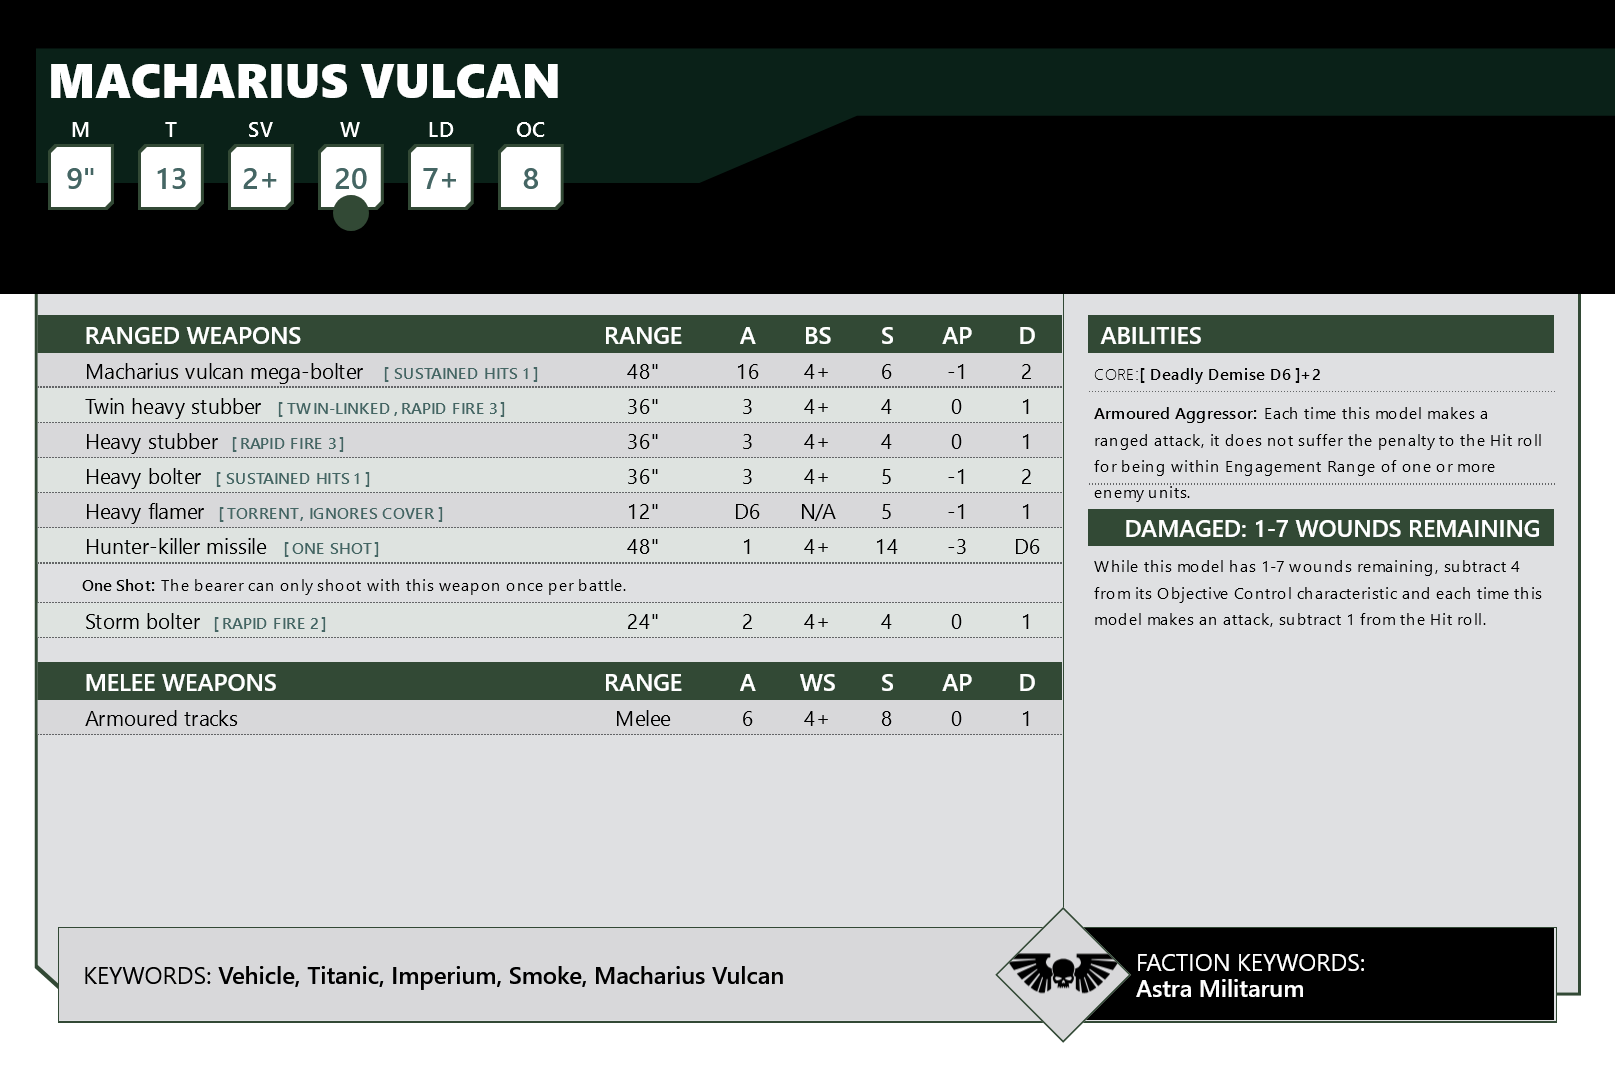 MACHARIUS VULCAN
M T SV W LD OC
9" 13 2+ 20 7+ 8
RANGED WEAPONS RANGE A BS S AP D
Macharius vulcan mega-bolter [ SUSTAINED HITS 1 ] 48" 16 4+ 6 -1 2
Twin heavy stubber [ TWIN-LINKED , RAPID FIRE 3 ] 36" 3 4+ 4 0 1
Heavy stubber [ RAPID FIRE 3 ] 36" 3 4+ 4 0 1
Heavy bolter [ SUSTAINED HITS 1 ] 36" 3 4+ 5 -1 2
Heavy flamer [ TORRENT, IGNORES COVER ] 12" D6 N/A 5 -1 1
Hunter-killer missile [ ONE SHOT ] 48" 1 4+ 14 -3 D6
One Shot: The bearer can only shoot with this weapon once per battle.
Storm bolter [ RAPID FIRE 2 ] 24" 2 4+ 4 0 1
MELEE WEAPONS RANGE A WS S AP D
Armoured tracks Melee 6 4+ 8 0 1
ABILITIES
CORE:[ Deadly Demise D6 ]+2
Armoured Aggressor: Each time this model makes a
ranged attack, it does not suffer the penalty to the Hit roll
for being within Engagement Range of one or more
enemy units.
DAMAGED: 1-7 WOUNDS REMAINING
While this model has 1-7 wounds remaining, subtract 4
from its Objective Control characteristic and each time this
model makes an attack, subtract 1 from the Hit roll.
KEYWORDS: Vehicle, Titanic, Imperium, Smoke, Macharius Vulcan
FACTION KEYWORDS:
Astra Militarum